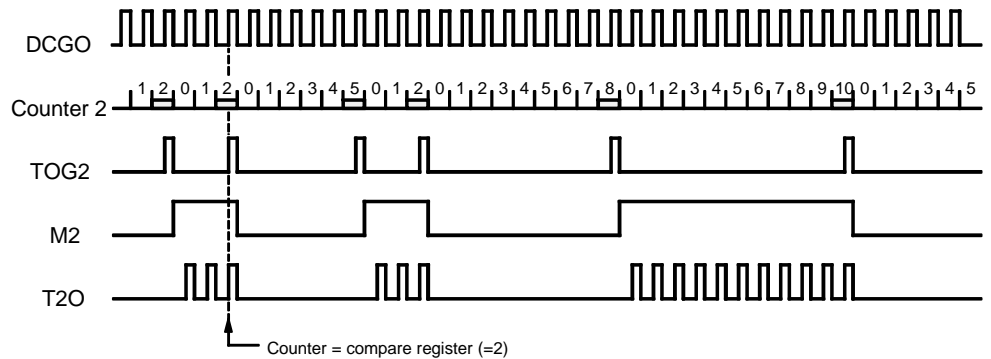 DCGO
Counter 2 1 2 0 1 2 0 1 2 3 4 5 0 1 2 0 1 2 3 4 5 6 7 8 0 1 2 3 4 5 6 7 8 9 10 0 1 2 3 4 5
TOG2
M2
T2O
Counter = compare register (=2)